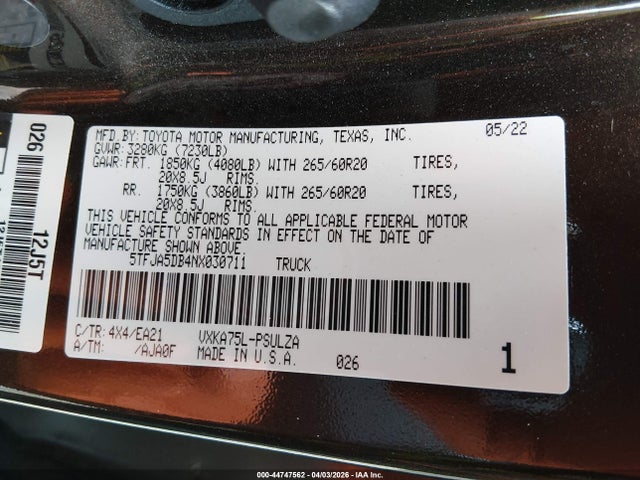 MFD BY: TOYOTA MOTOR MANUFACTURING, TEXAS, INC. 05/22
GVWR: 3280KG (7230LB)
GAWR: FRT. 1850KG (4080LB) WITH 265/60R20 TIRES,
20X8.5J RIMS
RR. 1750KG (3860LB) WITH 265/60R20 TIRES,
20X8.5J RIMS
THIS VEHICLE CONFORMS TO ALL APPLICABLE FEDERAL MOTOR
VEHICLE SAFETY STANDARDS IN EFFECT ON THE DATE OF
MANUFACTURE SHOWN ABOVE
5TFJA5DB4NX030711 TRUCK
C/TR: 4X4/EA21 VXKA75L-PSULZA
A/TM: /AJA0F MADE IN U.S.A. 026 1
026 12J5T
000-44747562 - 04/03/2026 - IAA Inc.